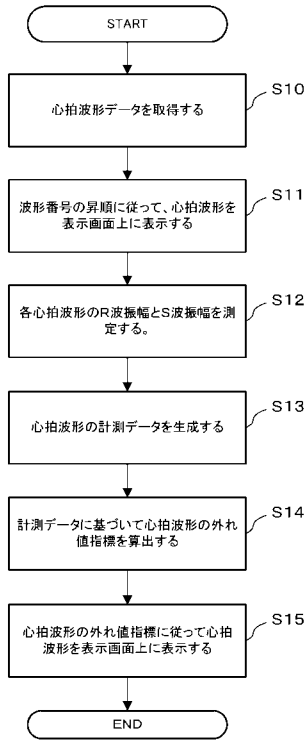 START
S10
心拍波形データを取得する
S11
波形番号の昇順に従って、心拍波形を
表示画面上に表示する
S12
各心拍波形のR波振幅とS波振幅を測
定する。
S13
心拍波形の計測データを生成する
S14
計測データに基づいて心拍波形の外れ
値指標を算出する
S15
心拍波形の外れ値指標に従って心拍
波形を表示画面上に表示する
END